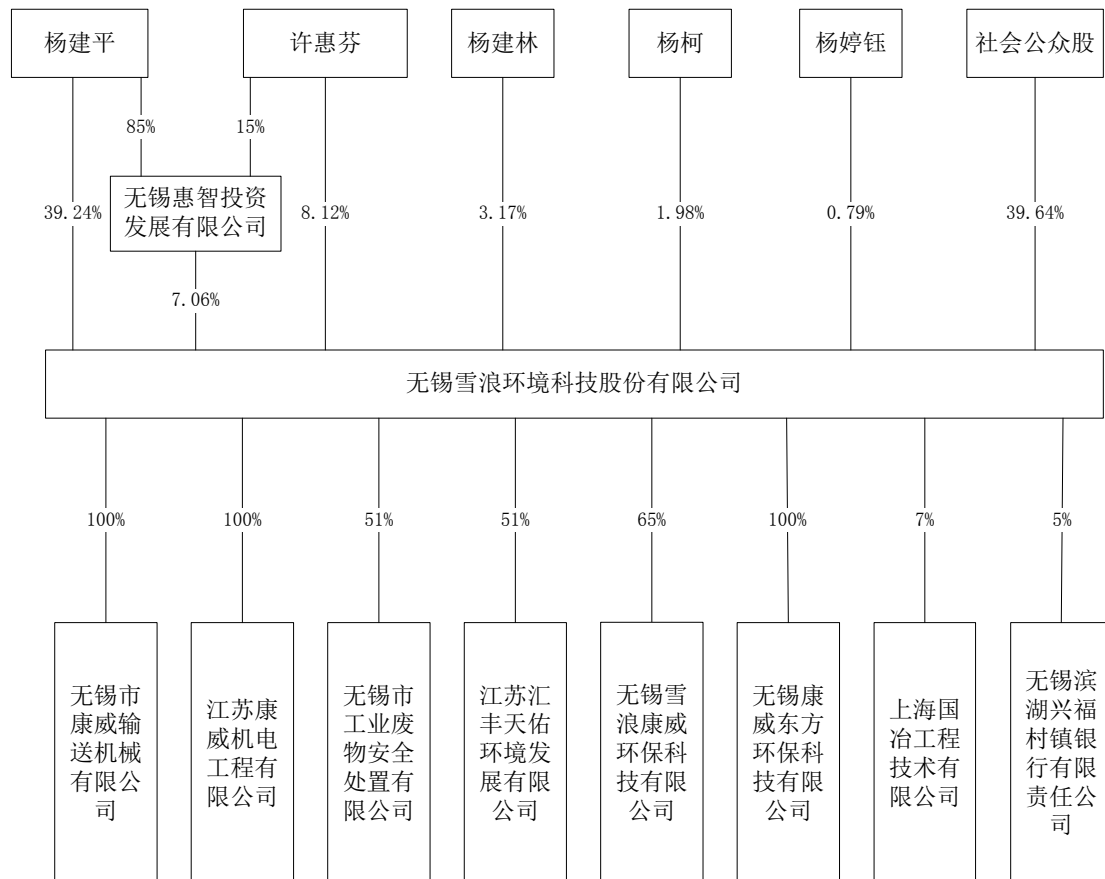 杨建平
许惠芬
杨建林
杨柯
杨婷钰
社会公众股
85%
15%
无锡惠智投资
发展有限公司
39.24%
8.12%
3.17%
1.98%
0.79%
39.64%
7.06%
无锡雪浪环境科技股份有限公司
100%
100%
51%
51%
65%
100%
7%
5%
无锡市
康威输
送机械
有限公
司
江苏康
威机电
工程有
限公司
无锡市
工业废
物安全
处置有
限公司
江苏汇
丰天佑
环境发
展有限
公司
无锡雪
浪康威
环保科
技有限
公司
无锡康
威东方
环保科
技有限
公司
上海国
冶工程
技术有
限公司
无锡滨
湖兴福
村镇银
行有限
责任公
司